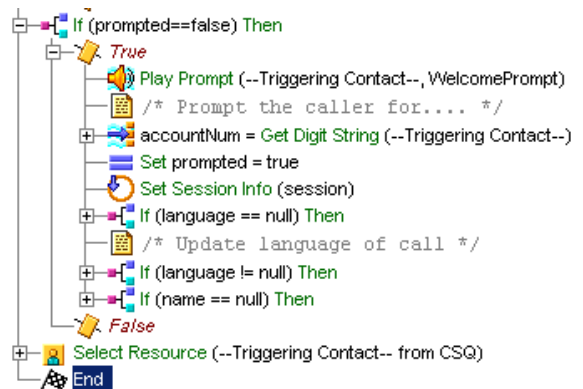 If (prompted==false) Then
True
Play Prompt (--Triggering Contact--, WelcomePrompt)
/* Prompt the caller for.... */
accountNum = Get Digit String (--Triggering Contact--)
Set prompted = true
Set Session Info (session)
If (language == null) Then
/* Update language of call */
If (language != null) Then
If (name == null) Then
False
Select Resource (--Triggering Contact-- from CSQ)
End